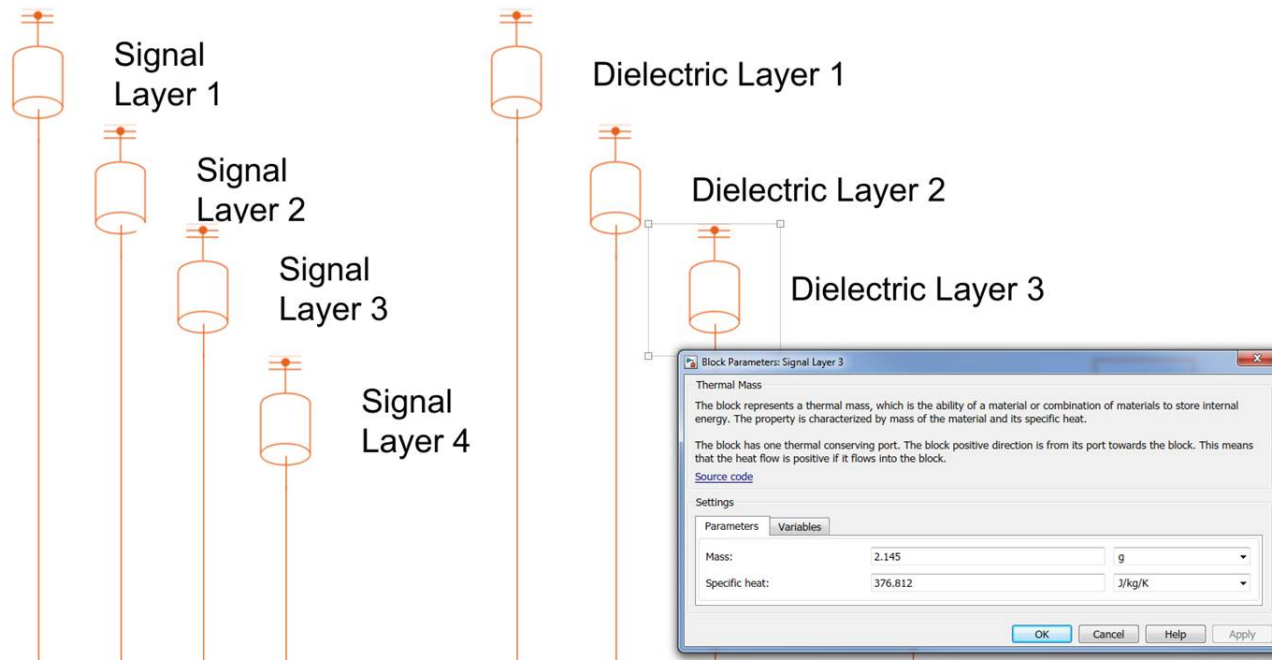 Signal
Layer 1
Signal
Layer 2
Signal
Layer 3
Signal
Layer 4
Dielectric Layer 1
Dielectric Layer 2
Dielectric Layer 3
Block Parameters: Signal Layer 3
Thermal Mass
The block represents a thermal mass, which is the ability of a material or combination of materials to store internal
energy. The property is characterized by mass of the material and its specific heat.
The block has one thermal conserving port. The block positive direction is from its port towards the block. This means
that the heat flow is positive if it flows into the block.
Source code
Settings
Parameters Variables
Mass: 2.145 g
Specific heat: 376.812 J/kg/K
OK Cancel Help Apply